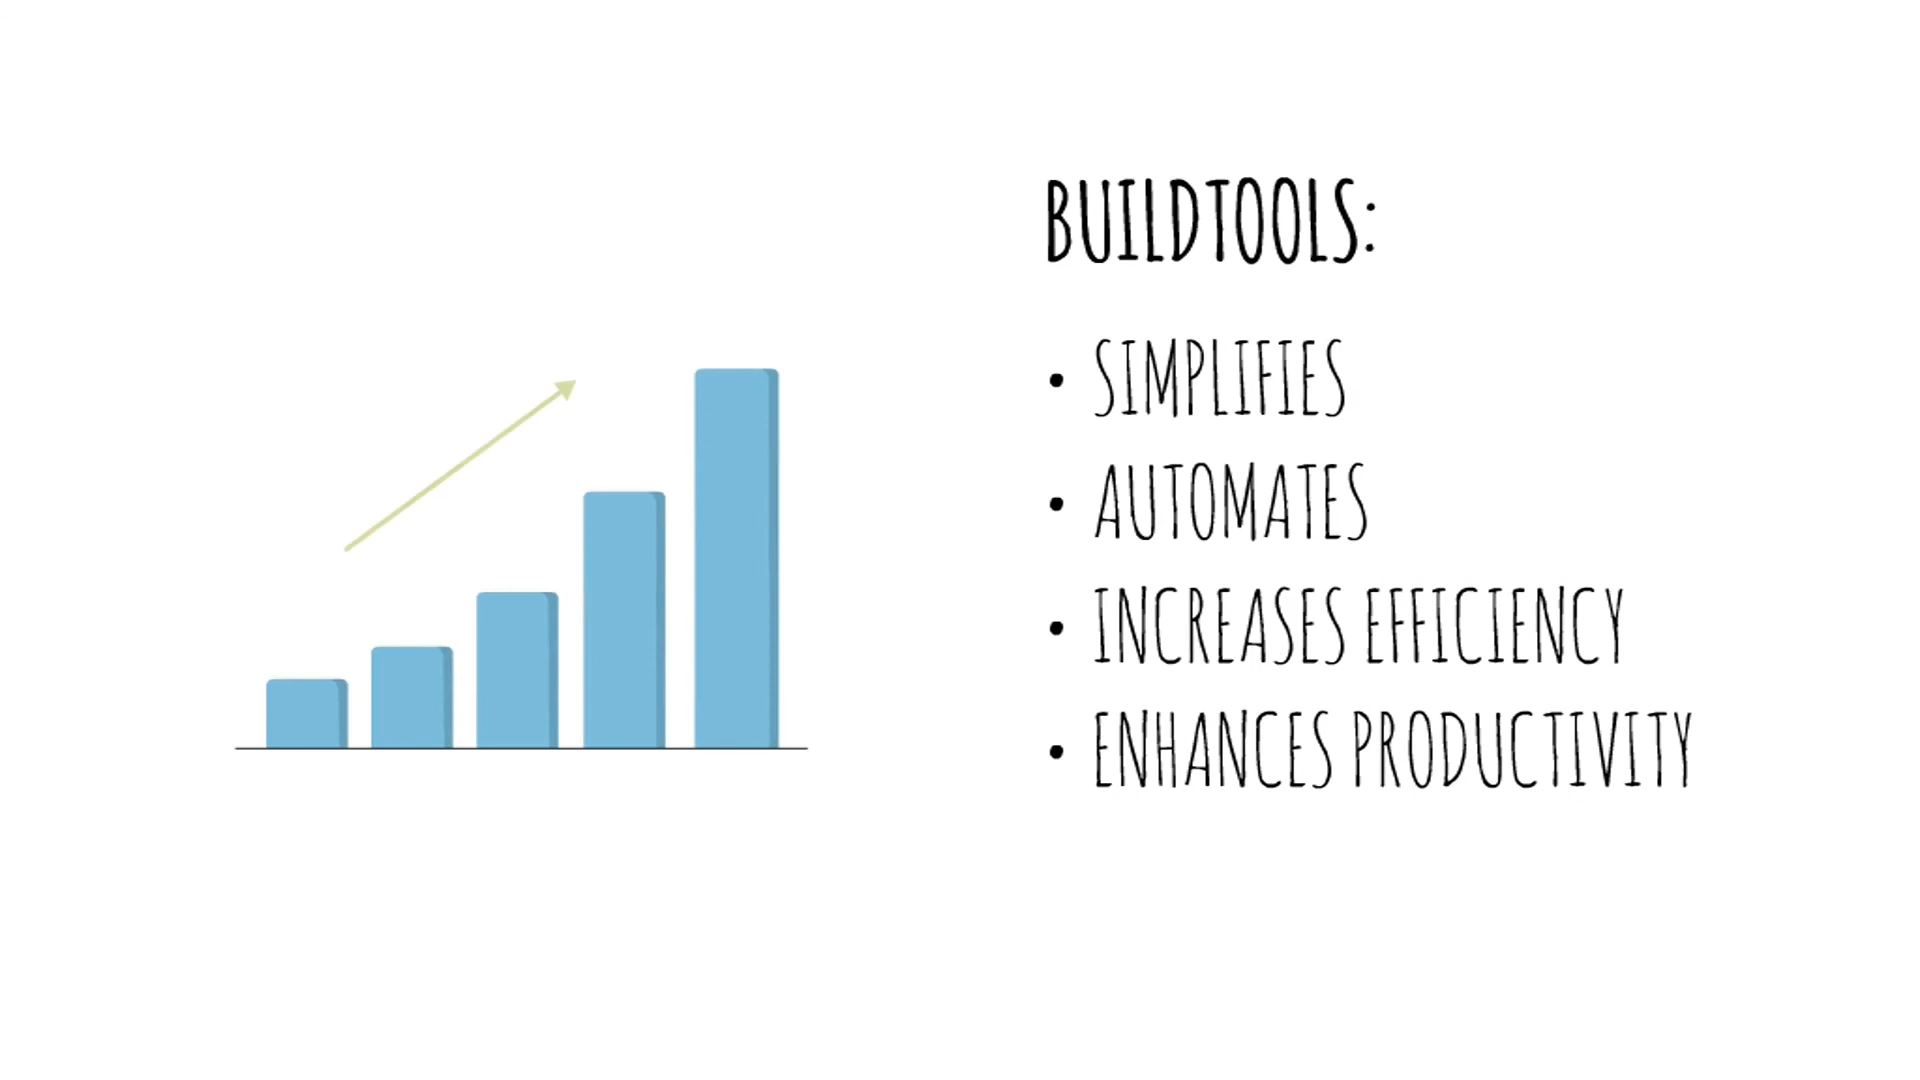 BUILDTOOLS:
• SIMPLIFIES
• AUTOMATES
• INCREASES EFFICIENCY
• ENHANCES PRODUCTIVITY